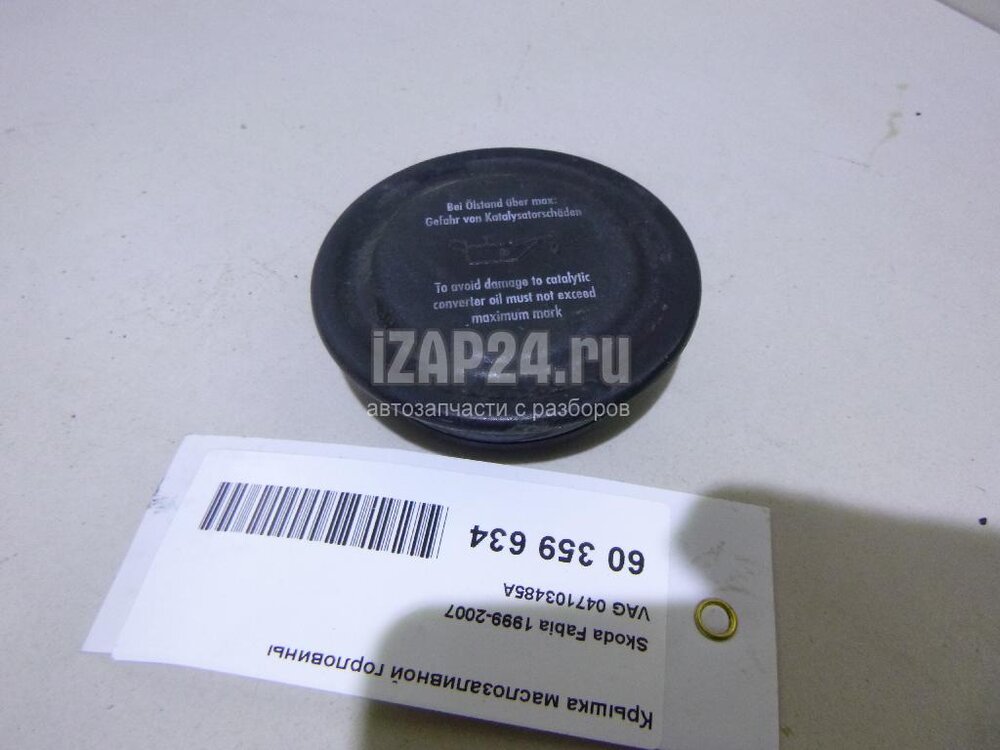 Bei Ölstand über max:
Gefahr von Katalysatorschäden
To avoid damage to catalytic
converter oil must not exceed
maximum mark
iZAP24.ru
автозапчасти с разборов
Крышка маслозаливной горловины
Skoda Fabia 1999-2007
VAG 047103485A
60 359 634